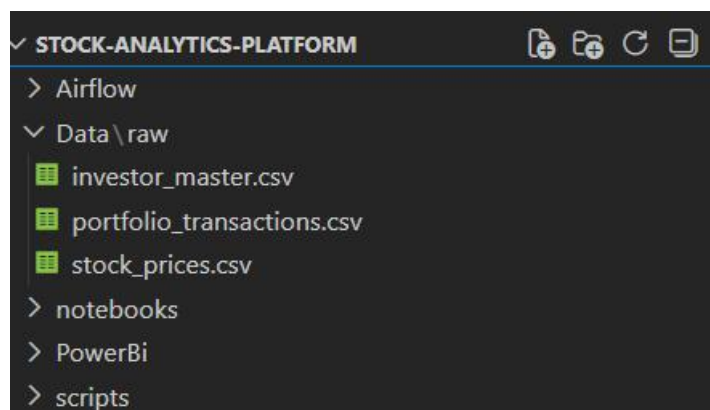 STOCK-ANALYTICS-PLATFORM
Airflow
Data\raw
investor_master.csv
portfolio_transactions.csv
stock_prices.csv
notebooks
PowerBi
scripts